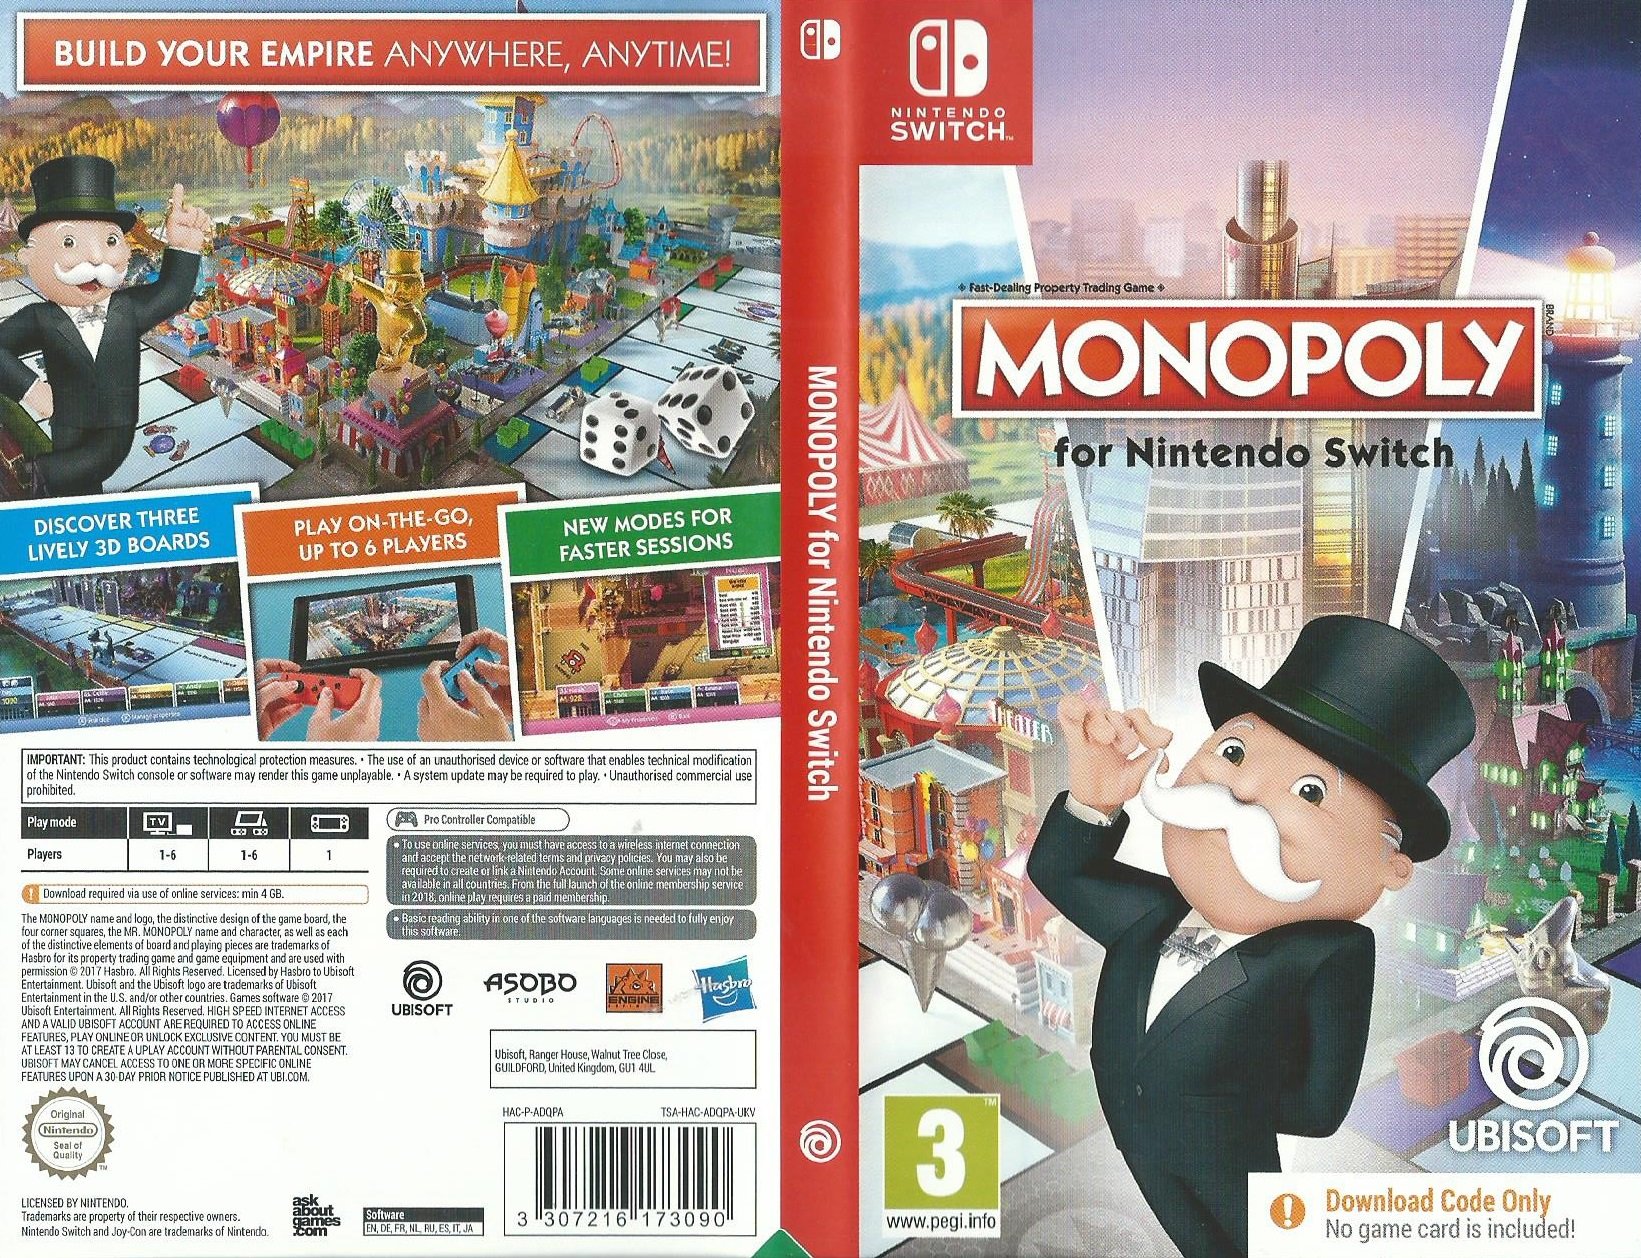 BUILD YOUR EMPIRE ANYWHERE, ANYTIME!
DISCOVER THREE
LIVELY 3D BOARDS
PLAY ON-THE-GO,
UP TO 6 PLAYERS
NEW MODES FOR
FASTER SESSIONS
IMPORTANT: This product contains technological protection measures. • The use of an unauthorised device or software that enables technical modification
of the Nintendo Switch console or software may render this game unplayable. • A system update may be required to play. • Unauthorised commercial use
prohibited.
Play mode
TV
Players
1-6
1-6
1
Download required via use of online services: min 4 GB.
The MONOPOLY name and logo, the distinctive design of the game board, the
four corner squares, the MR. MONOPOLY name and character, as well as each
of the distinctive elements of board and playing pieces are trademarks of
Hasbro for its property trading game and game equipment and are used with
permission © 2017 Hasbro. All Rights Reserved. Licensed by Hasbro to Ubisoft
Entertainment. Ubisoft and the Ubisoft logo are trademarks of Ubisoft
Entertainment in the U.S. and/or other countries. Games software © 2017
Ubisoft Entertainment. All Rights Reserved. HIGH SPEED INTERNET ACCESS
AND A VALID UBISOFT ACCOUNT ARE REQUIRED TO ACCESS ONLINE
FEATURES, PLAY ONLINE OR UNLOCK EXCLUSIVE CONTENT. YOU MUST BE
AT LEAST 13 TO CREATE A UPLAY ACCOUNT WITHOUT PARENTAL CONSENT.
UBISOFT MAY CANCEL ACCESS TO ONE OR MORE SPECIFIC ONLINE
FEATURES UPON A 30-DAY PRIOR NOTICE PUBLISHED AT UBI.COM.
Pro Controller Compatible
• To use online services, you must have access to a wireless internet connection
and accept the network-related terms and privacy policies. You may also be
required to create or link a Nintendo Account. Some online services may not be
available in all countries. From the full launch of the online membership service
in 2018, online play requires a paid membership.
• Basic reading ability in one of the software languages is needed to fully enjoy
this software.
UBISOFT
ASOBO
STUDIO
ENGINE
Hasbro
Ubisoft, Ranger House, Walnut Tree Close,
GUILDFORD, United Kingdom, GU1 4UL.
HAC-P-ADQPA
TSA-HAC-ADQPA-UKV
3 307216 173090
Original
Nintendo
Seal of
Quality
TM
LICENSED BY NINTENDO.
Trademarks are property of their respective owners.
Nintendo Switch and Joy-Con are trademarks of Nintendo.
ask
about
games
.com
Software
EN, DE, FR, NL, RU, ES, IT, JA
MONOPOLY for Nintendo Switch
NINTENDO
SWITCH™
Fast-Dealing Property Trading Game
MONOPOLY
BRAND
for Nintendo Switch
THEATER
3
TM
www.pegi.info
UBISOFT
Download Code Only
No game card is included!